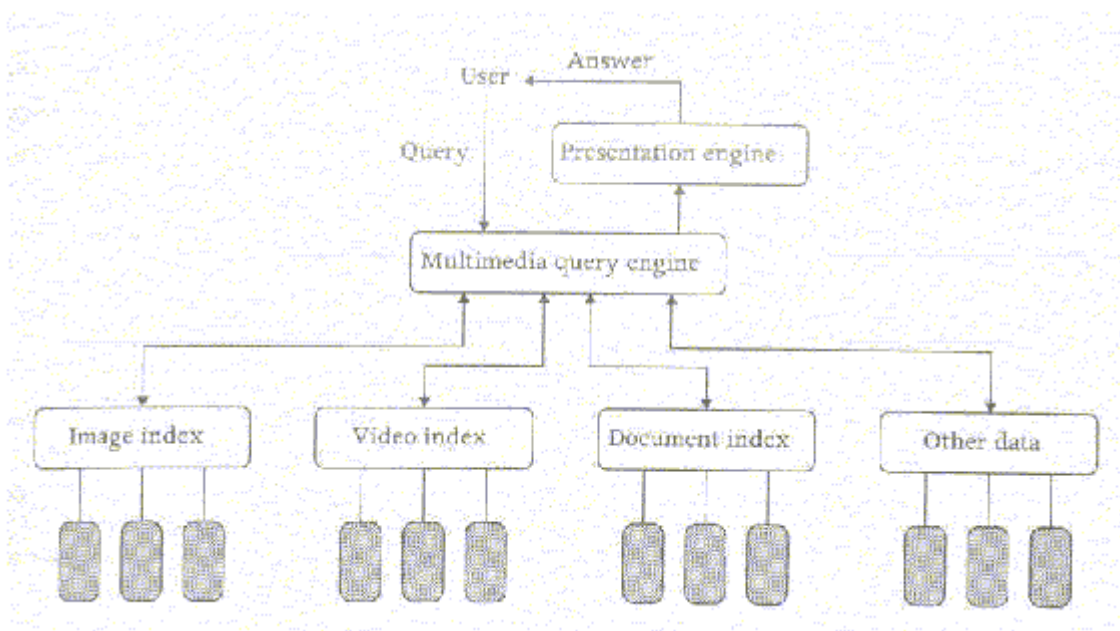 Answer
User
Query
Presentation engine
Multimedia query engine
Image index
Video index
Document index
Other data